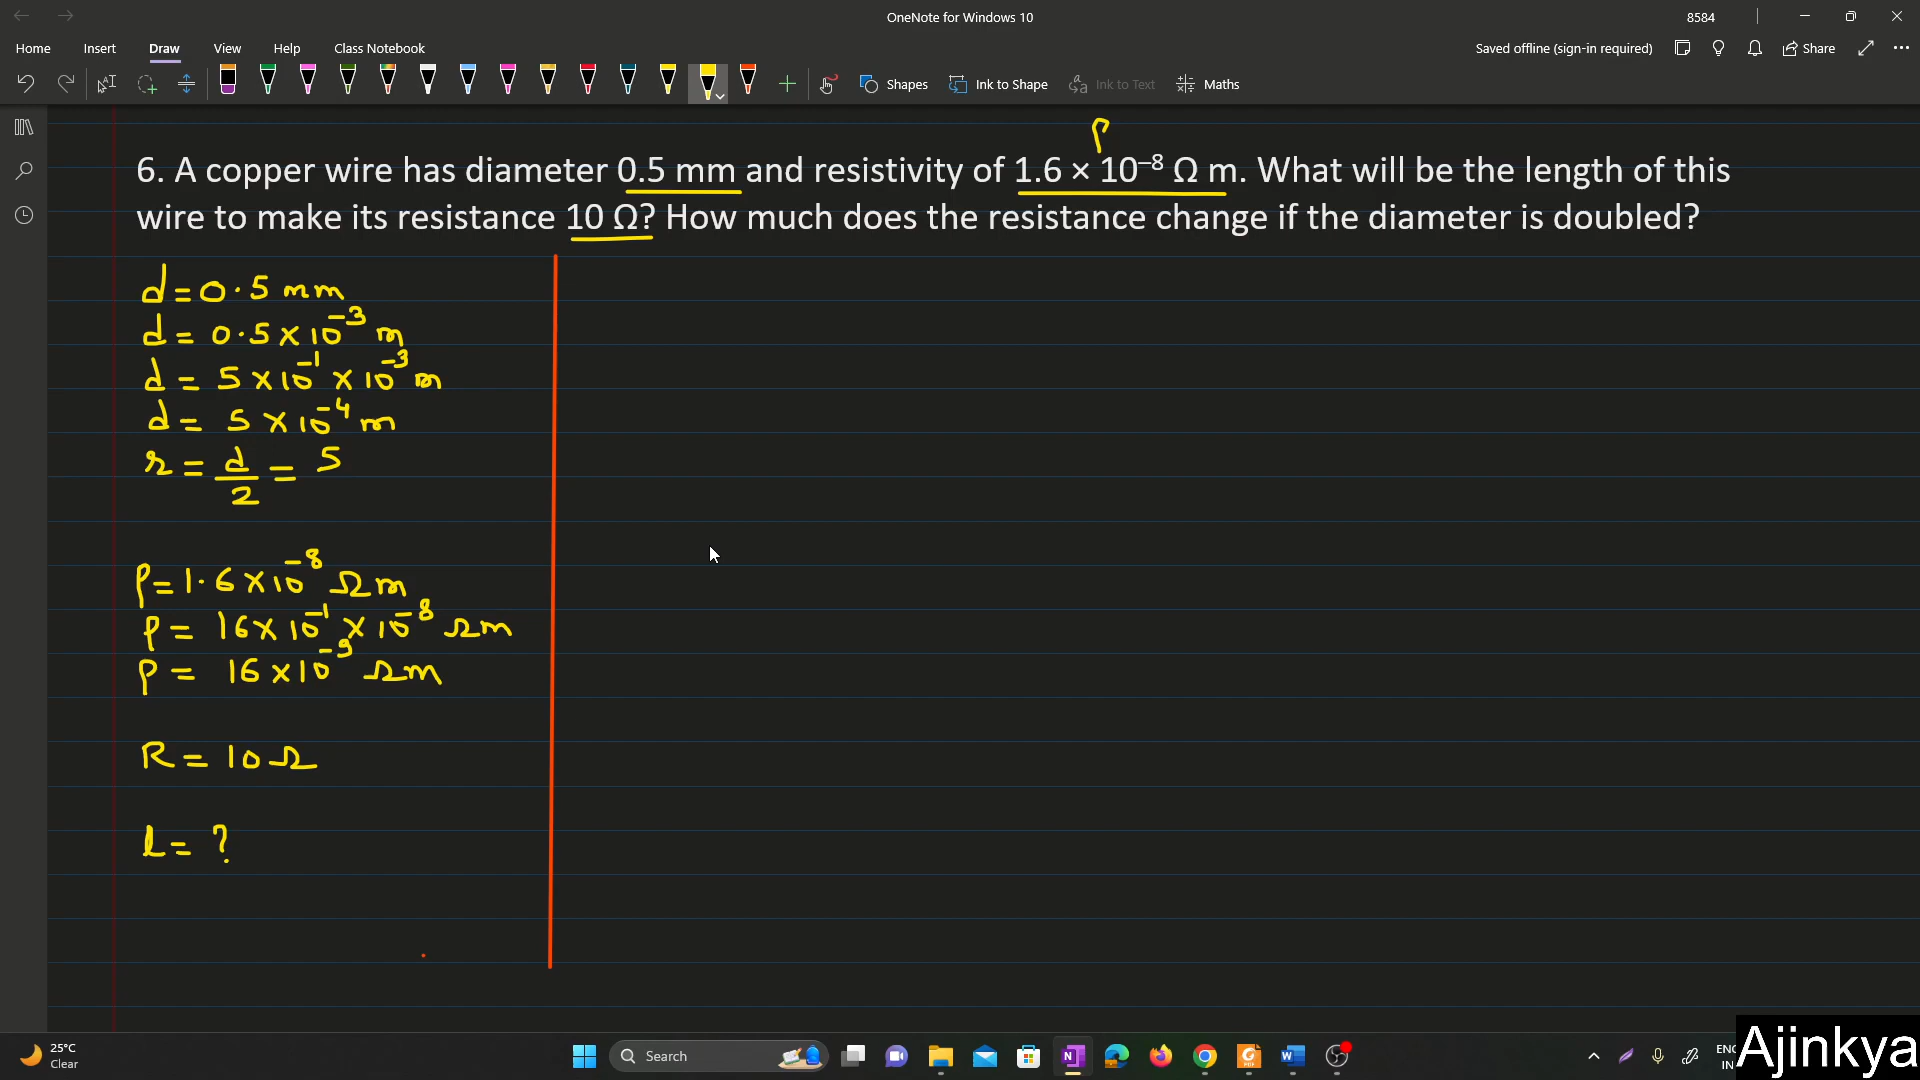 OneNote for Windows 10
8584
Home Insert Draw View Help Class Notebook
Saved offline (sign-in required)
Share
Shapes
Ink to Shape
Ink to Text
Maths
ρ
6. A copper wire has diameter 0.5 mm and resistivity of 1.6 × 10⁻⁸ Ω m. What will be the length of this
wire to make its resistance 10 Ω? How much does the resistance change if the diameter is doubled?
d = 0.5 mm
d = 0.5 × 10⁻³ m
d = 5 × 10⁻¹ × 10⁻³ m
d = 5 × 10⁻⁴ m
r = d/2 = 5
ρ = 1.6 × 10⁻⁸ Ω m
ρ = 16 × 10⁻¹ × 10⁻⁸ Ω m
ρ = 16 × 10⁻⁹ Ω m
R = 10 Ω
l = ?
25°C
Clear
Search
ENG
IN
Ajinkya